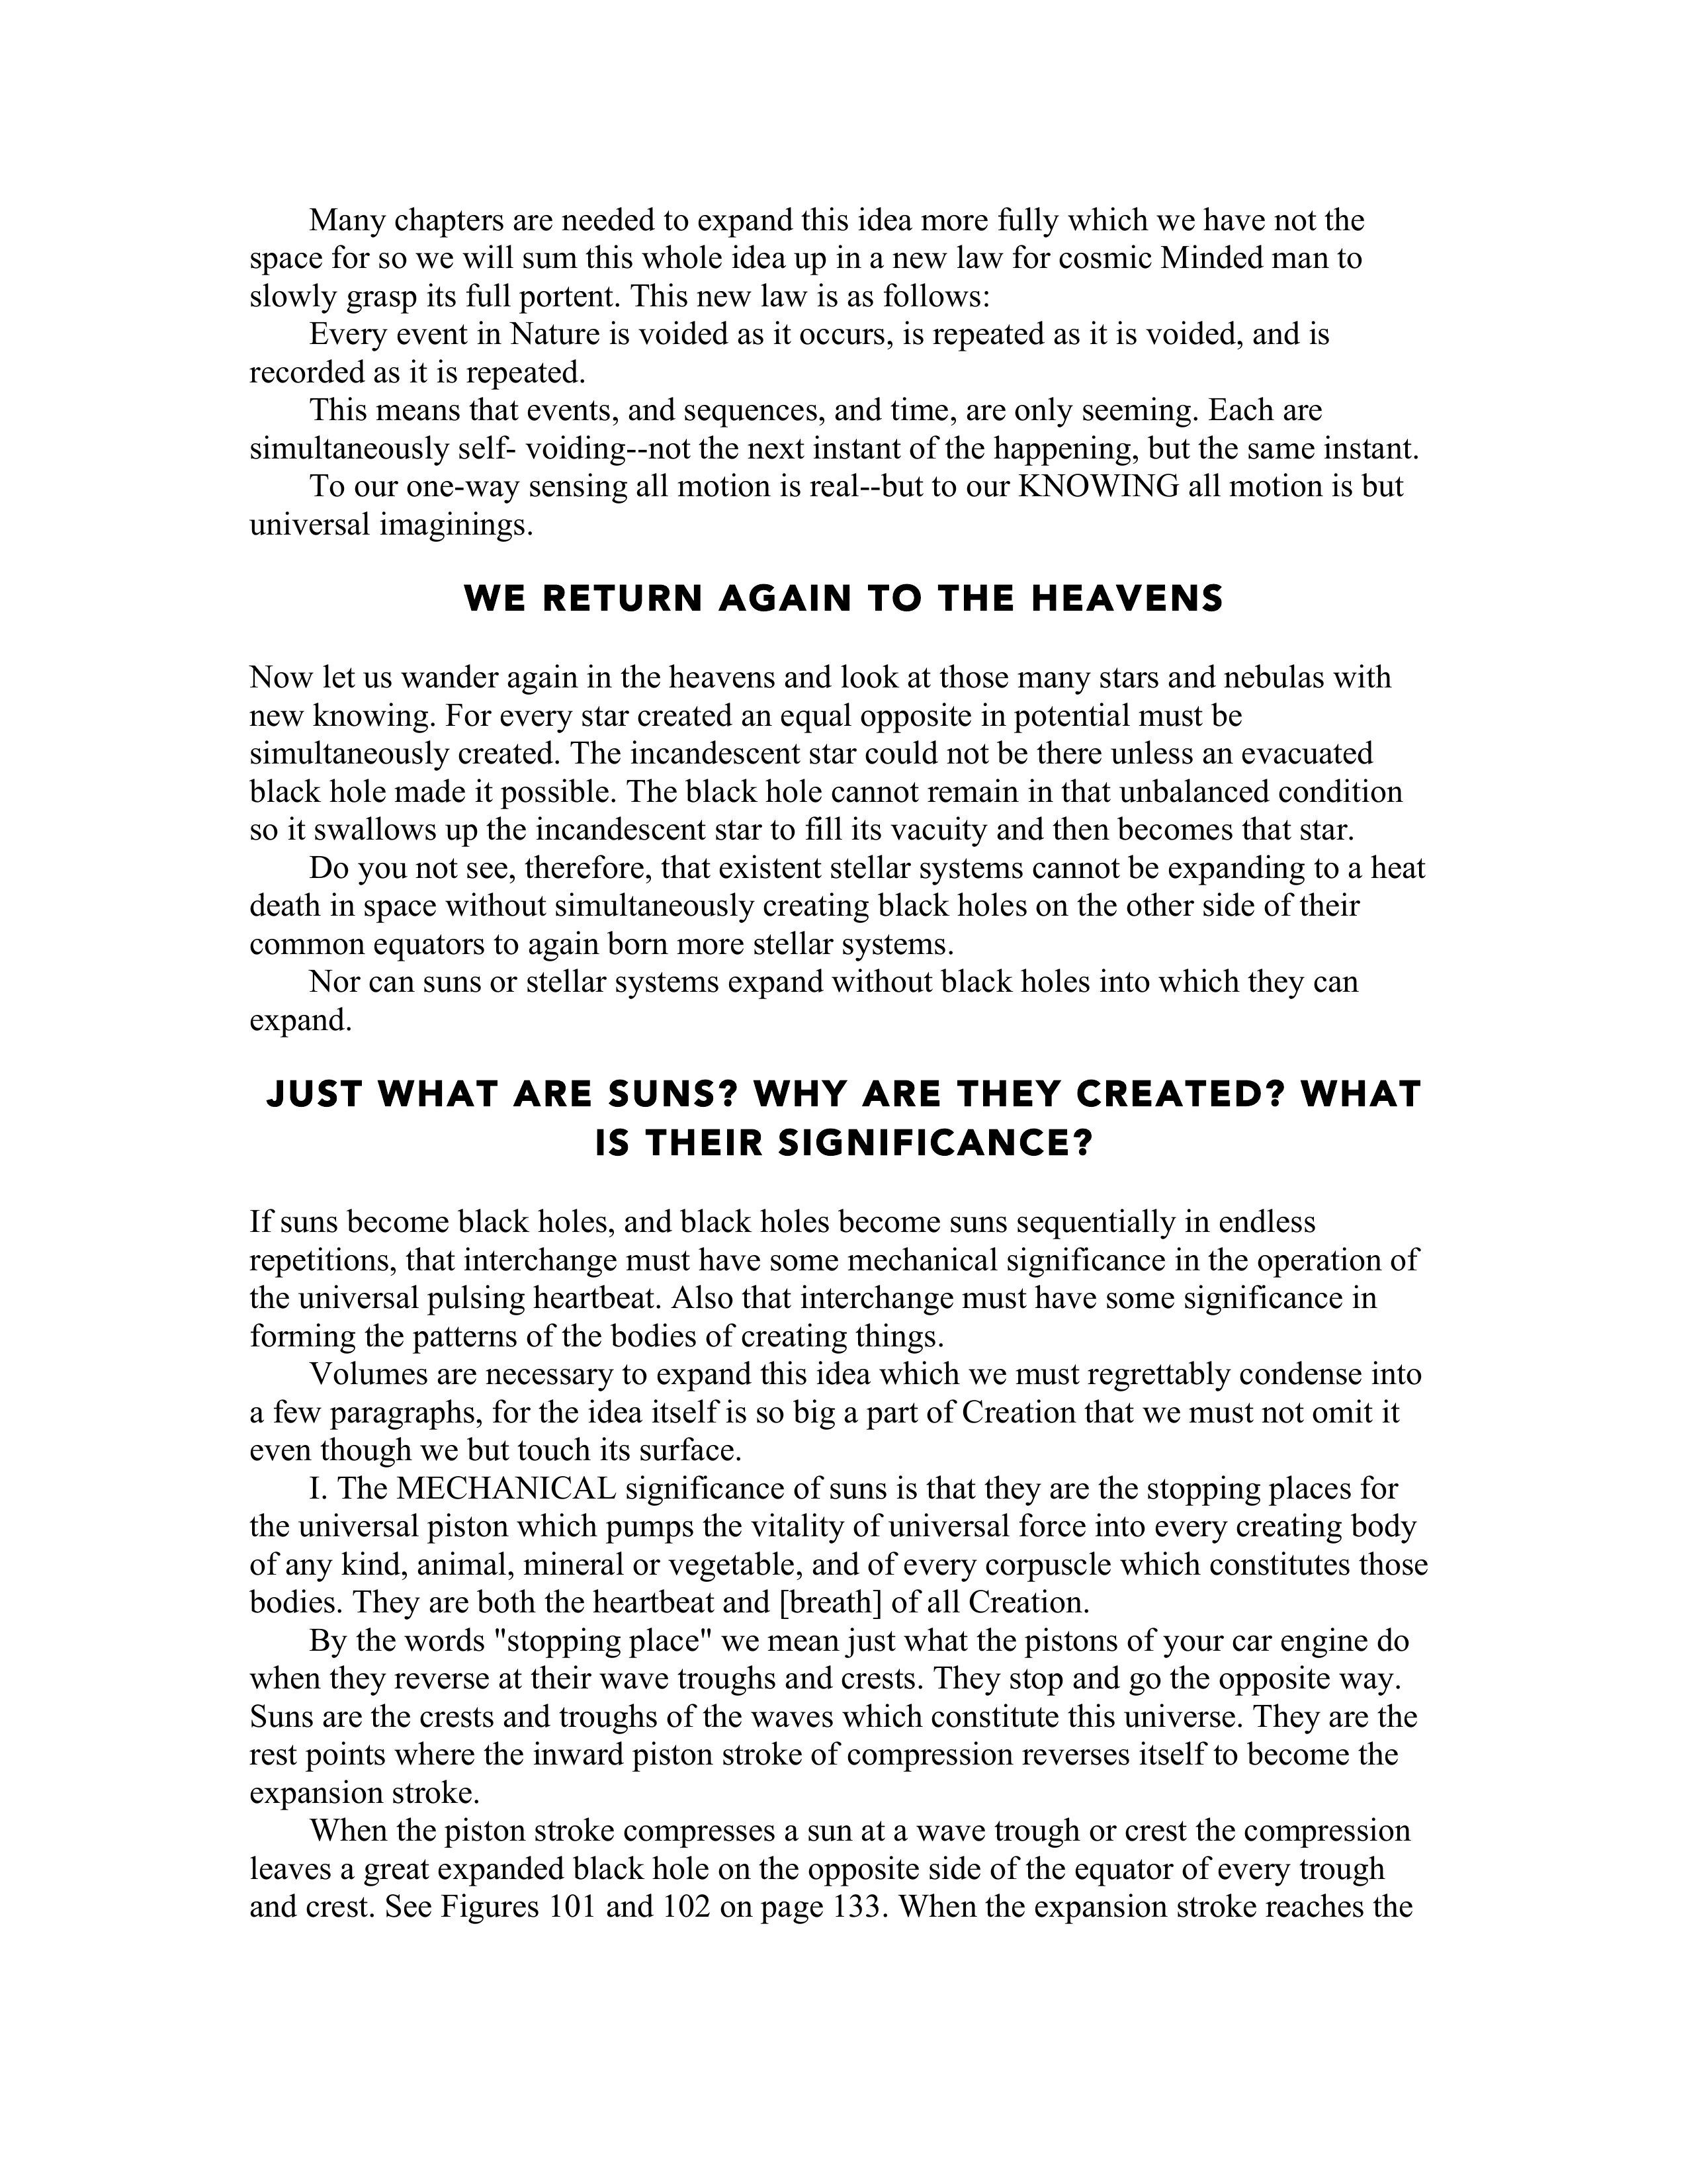 Many chapters are needed to expand this idea more fully which we have not the
space for so we will sum this whole idea up in a new law for cosmic Minded man to
slowly grasp its full portent. This new law is as follows:
Every event in Nature is voided as it occurs, is repeated as it is voided, and is
recorded as it is repeated.
This means that events, and sequences, and time, are only seeming. Each are
simultaneously self- voiding--not the next instant of the happening, but the same instant.
To our one-way sensing all motion is real--but to our KNOWING all motion is but
universal imaginings.
WE RETURN AGAIN TO THE HEAVENS
Now let us wander again in the heavens and look at those many stars and nebulas with
new knowing. For every star created an equal opposite in potential must be
simultaneously created. The incandescent star could not be there unless an evacuated
black hole made it possible. The black hole cannot remain in that unbalanced condition
so it swallows up the incandescent star to fill its vacuity and then becomes that star.
Do you not see, therefore, that existent stellar systems cannot be expanding to a heat
death in space without simultaneously creating black holes on the other side of their
common equators to again born more stellar systems.
Nor can suns or stellar systems expand without black holes into which they can
expand.
JUST WHAT ARE SUNS? WHY ARE THEY CREATED? WHAT
IS THEIR SIGNIFICANCE?
If suns become black holes, and black holes become suns sequentially in endless
repetitions, that interchange must have some mechanical significance in the operation of
the universal pulsing heartbeat. Also that interchange must have some significance in
forming the patterns of the bodies of creating things.
Volumes are necessary to expand this idea which we must regrettably condense into
a few paragraphs, for the idea itself is so big a part of Creation that we must not omit it
even though we but touch its surface.
I. The MECHANICAL significance of suns is that they are the stopping places for
the universal piston which pumps the vitality of universal force into every creating body
of any kind, animal, mineral or vegetable, and of every corpuscle which constitutes those
bodies. They are both the heartbeat and [breath] of all Creation.
By the words "stopping place" we mean just what the pistons of your car engine do
when they reverse at their wave troughs and crests. They stop and go the opposite way.
Suns are the crests and troughs of the waves which constitute this universe. They are the
rest points where the inward piston stroke of compression reverses itself to become the
expansion stroke.
When the piston stroke compresses a sun at a wave trough or crest the compression
leaves a great expanded black hole on the opposite side of the equator of every trough
and crest. See Figures 101 and 102 on page 133. When the expansion stroke reaches the